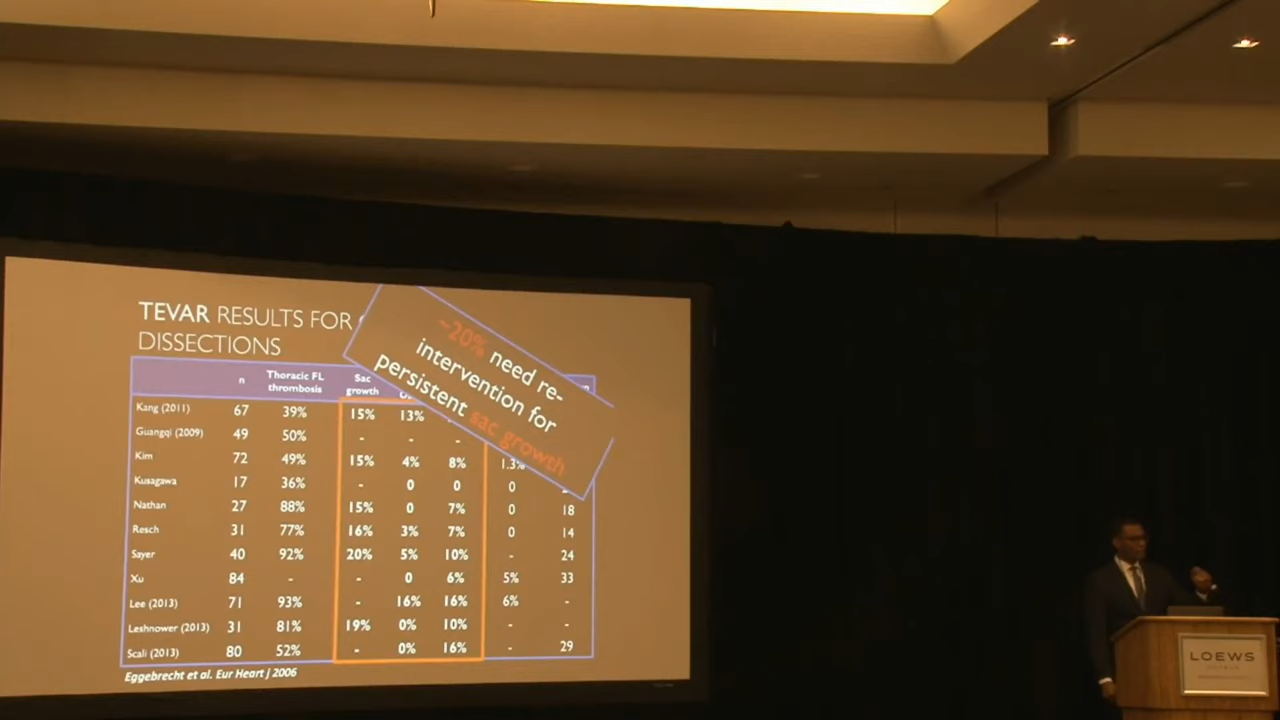 TEVAR RESULTS FOR
DISSECTIONS
~20% need re-
intervention for
persistent sac growth
n Thoracic FL thrombosis Sac growth
Kang (2011) 67 39% 15% 13%
Guangqi (2009) 49 50% - - -
Kim 72 49% 15% 4% 8% 1.3%
Kusagawa 17 36% - 0 0 0
Nathan 27 88% 15% 0 7% 0 18
Resch 31 77% 16% 3% 7% 0 14
Sayer 40 92% 20% 5% 10% - 24
Xu 84 - - 0 6% 5% 33
Lee (2013) 71 93% - 16% 16% 6% -
Leshnower (2013) 31 81% 19% 0% 10% - -
Scali (2013) 80 52% - 0% 16% - 29
Eggebrecht et al. Eur Heart J 2006
LOEWS